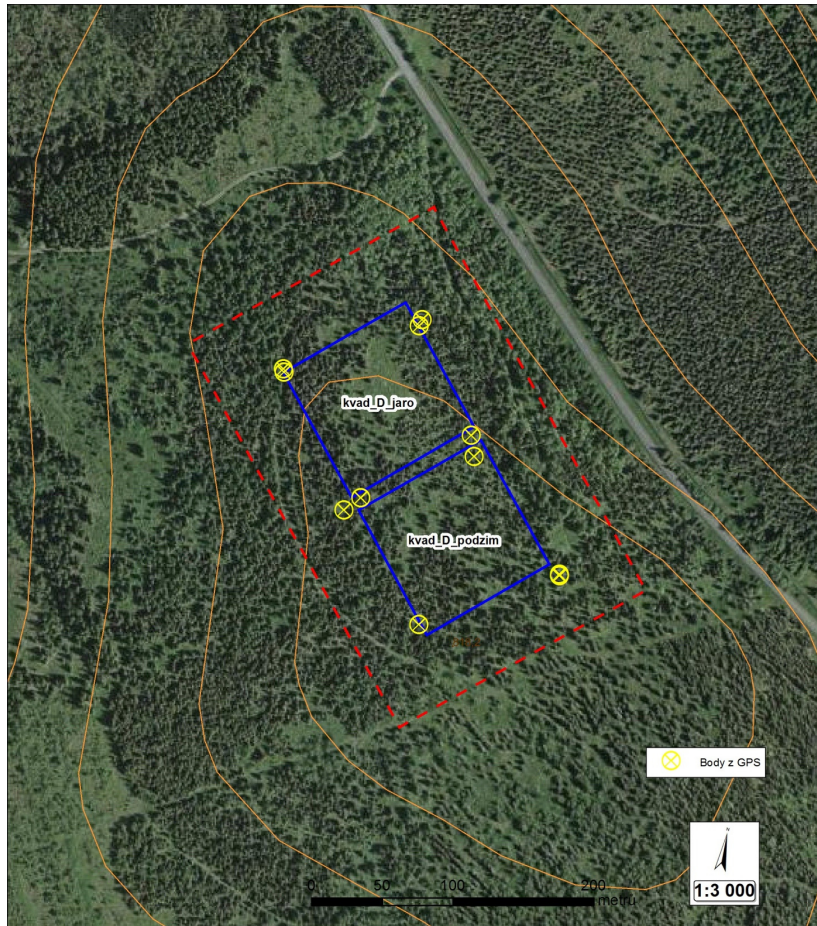 kvad_D_jaro
kvad_D_podzim
Body z GPS
N
1:3 000
0 50 100 200
metrů